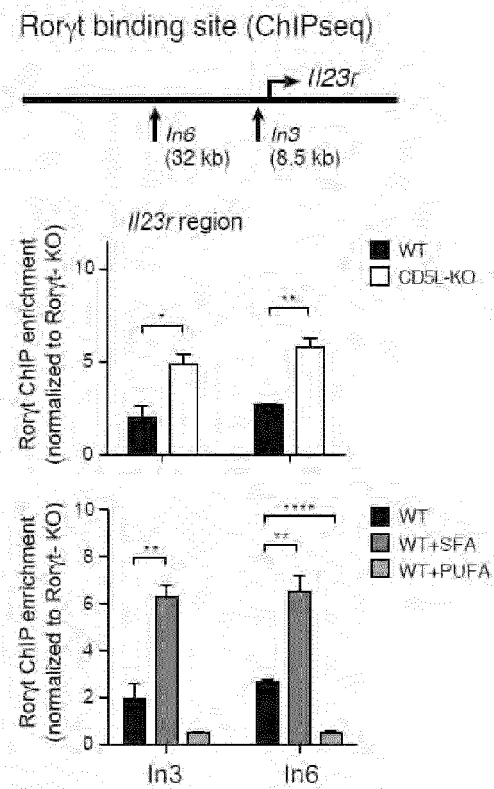 Rorγt binding site (ChIPseq)
Il23r
In6
(32 kb)
In3
(8.5 kb)
Il23r region
WT
CD5L-KO
Rorγt ChIP enrichment
(normalized to Rorγt- KO)
10
5
0
*
**
WT
WT+SFA
WT+PUFA
Rorγt ChIP enrichment
(normalized to Rorγt- KO)
10
8
6
4
2
0
**
****
**
In3
In6